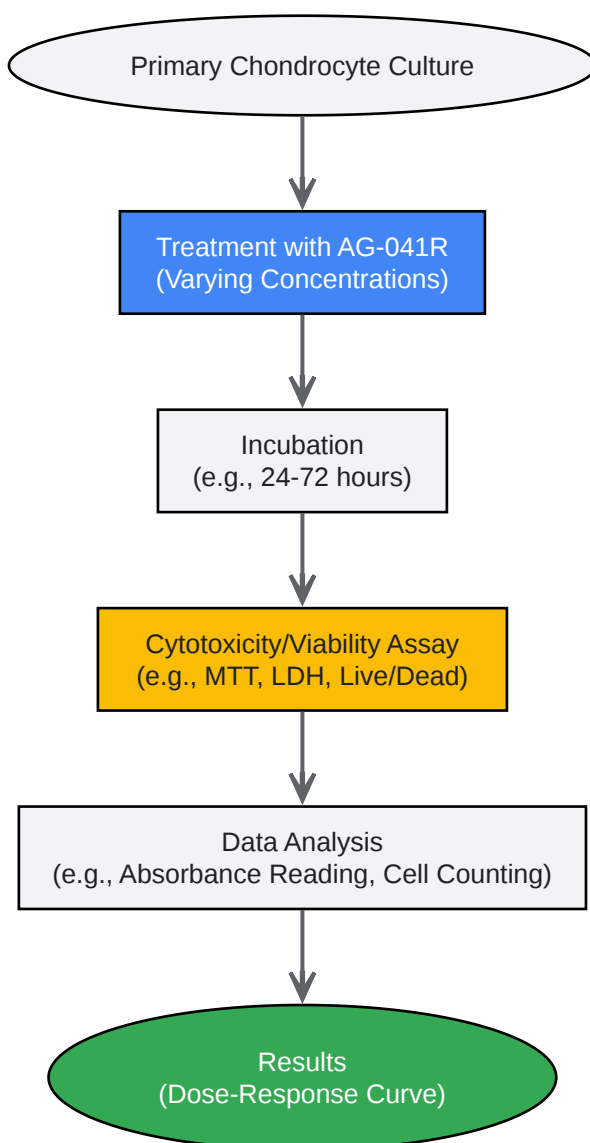 Primary Chondrocyte Culture
Treatment with AG-041R
(Varying Concentrations)
Incubation
(e.g., 24-72 hours)
Cytotoxicity/Viability Assay
(e.g., MTT, LDH, Live/Dead)
Data Analysis
(e.g., Absorbance Reading, Cell Counting)
Results
(Dose-Response Curve)